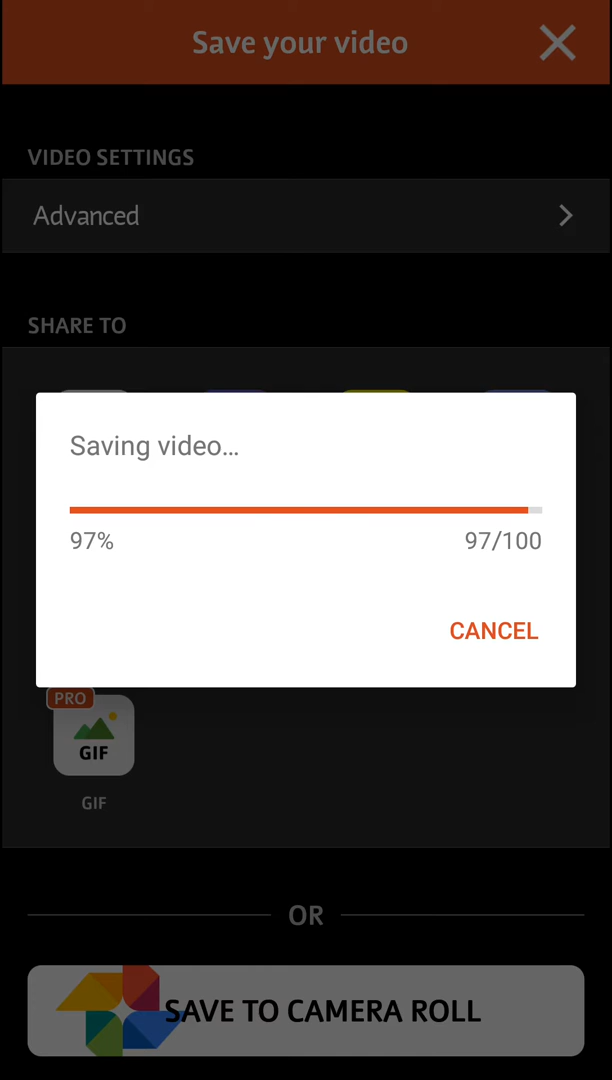 Save your video
VIDEO SETTINGS
Advanced
SHARE TO
Saving video...
97%
97/100
CANCEL
PRO
GIF
GIF
OR
SAVE TO CAMERA ROLL